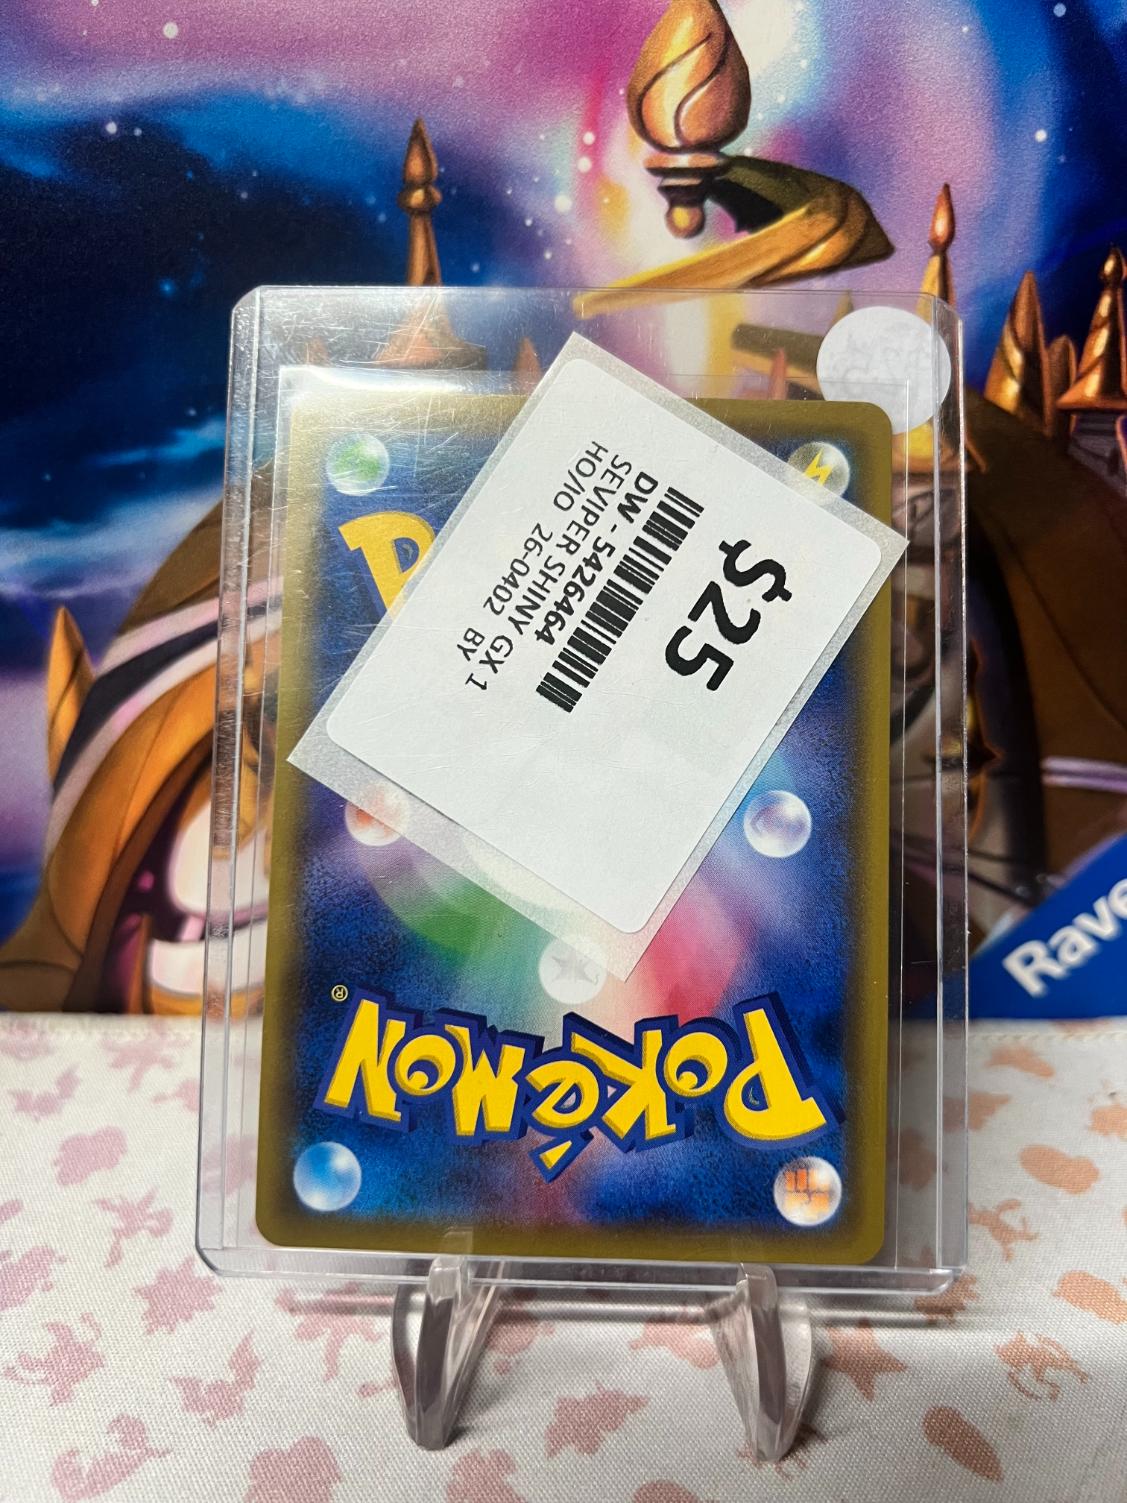 $25
DW - 5426464
SEVIPER SHINY GX 1
HO/IO 26-0402 BY
P
POKéMON®
Rave